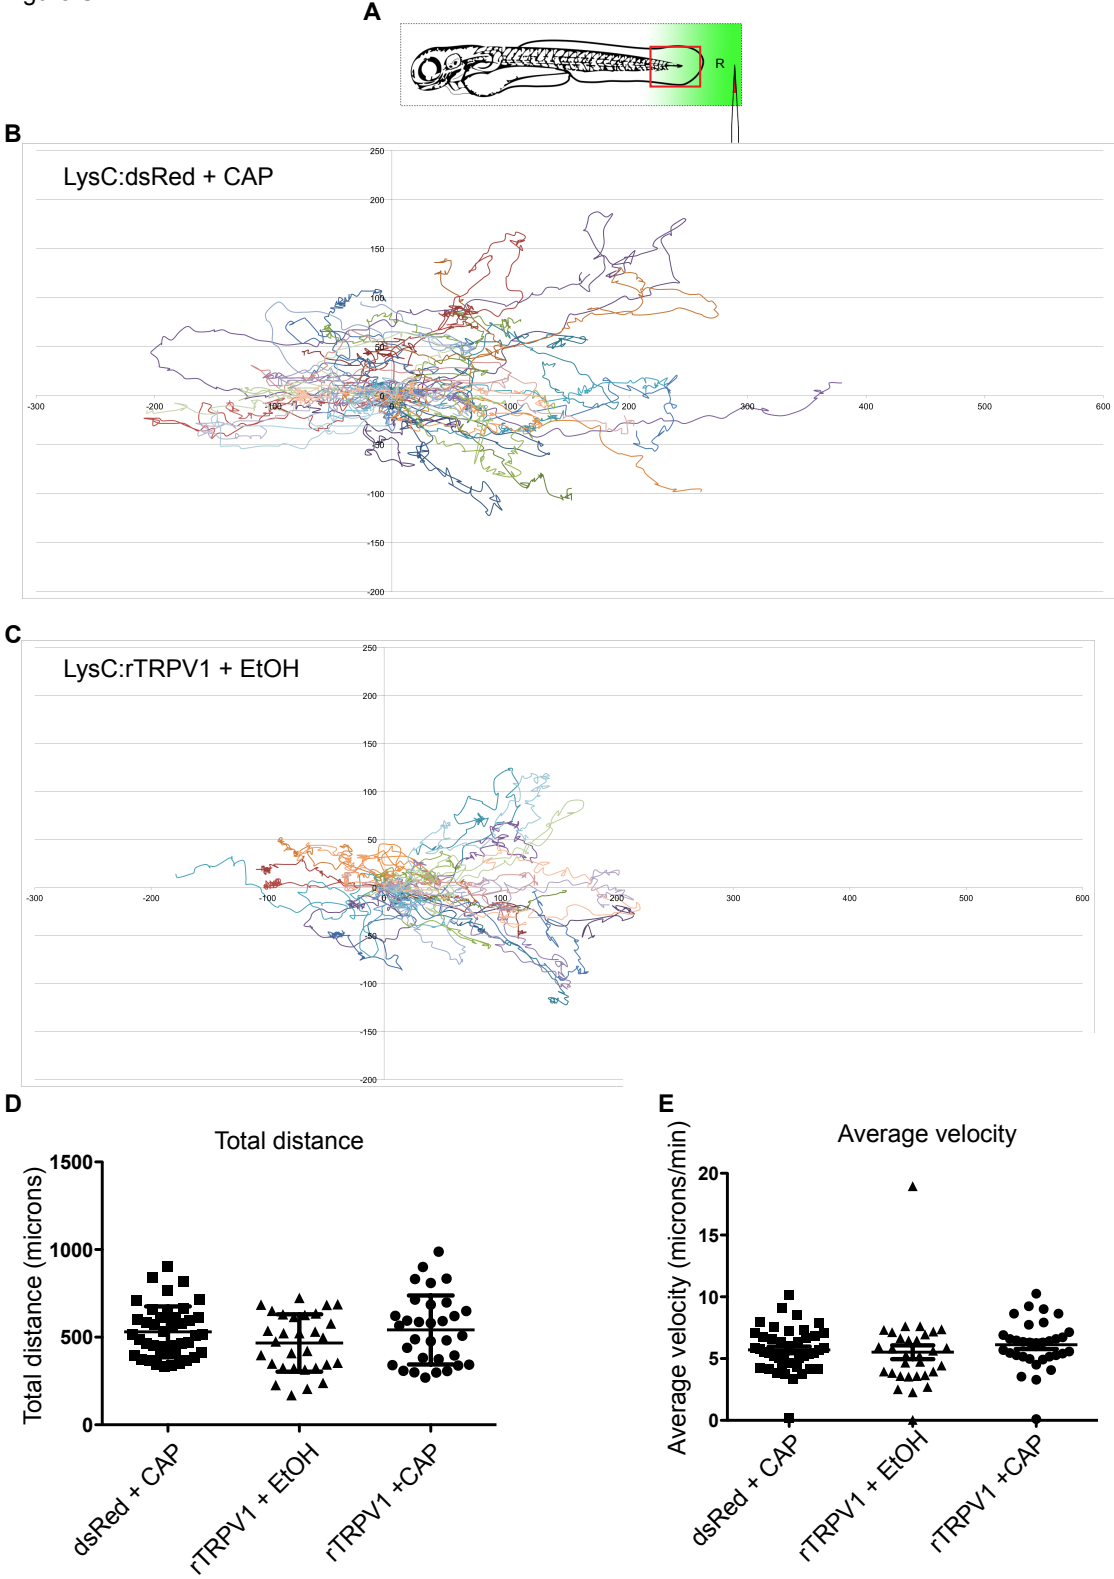 A
R
B
LysC:dsRed + CAP
250
200
150
100
50
0
-300 -200 -100 0 100 200 300 400 500 600
-50
-100
-150
-200
C
LysC:rTRPV1 + EtOH
250
200
150
100
50
0
-300 -200 -100 0 100 200 300 400 500 600
-50
-100
-150
-200
D
Total distance
Total distance (microns)
1500
1000
500
0
dsRed + CAP
rTRPV1 + EtOH
rTRPV1 +CAP
E
Average velocity
Average velocity (microns/min)
20
15
10
5
0
dsRed + CAP
rTRPV1 + EtOH
rTRPV1 +CAP